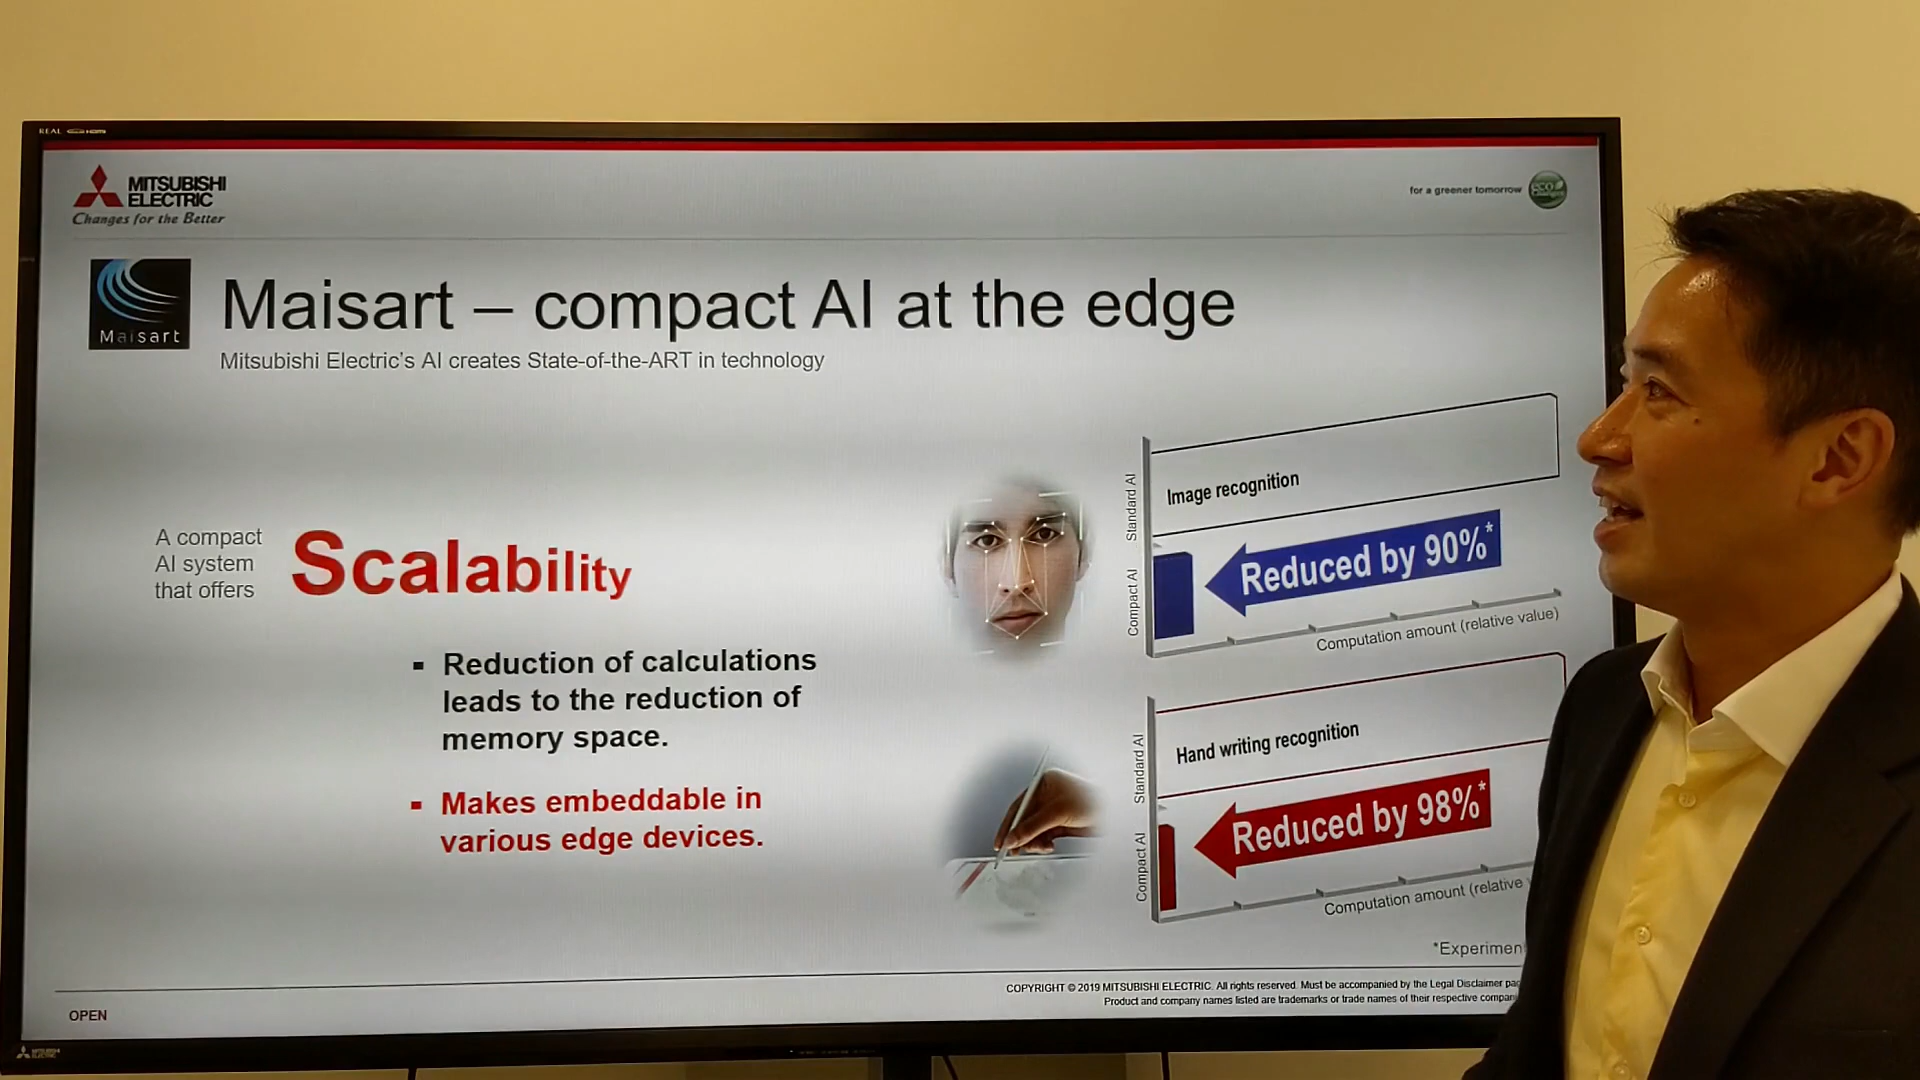 REAL
HDMI
MITSUBISHI
ELECTRIC
Changes for the Better
for a greener tomorrow
eco
Maisart
Maisart – compact AI at the edge
Mitsubishi Electric's AI creates State-of-the-ART in technology
A compact
AI system
that offers
Scalability
▪ Reduction of calculations
leads to the reduction of
memory space.
▪ Makes embeddable in
various edge devices.
Standard AI
Compact AI
Image recognition
Reduced by 90%*
Computation amount (relative value)
Standard AI
Compact AI
Hand writing recognition
Reduced by 98%*
Computation amount (relative
*Experimen
COPYRIGHT © 2019 MITSUBISHI ELECTRIC. All rights reserved. Must be accompanied by the Legal Disclaimer
Product and company names listed are trademarks or trade names of their respective
OPEN
MITSUBISHI
ELECTRIC